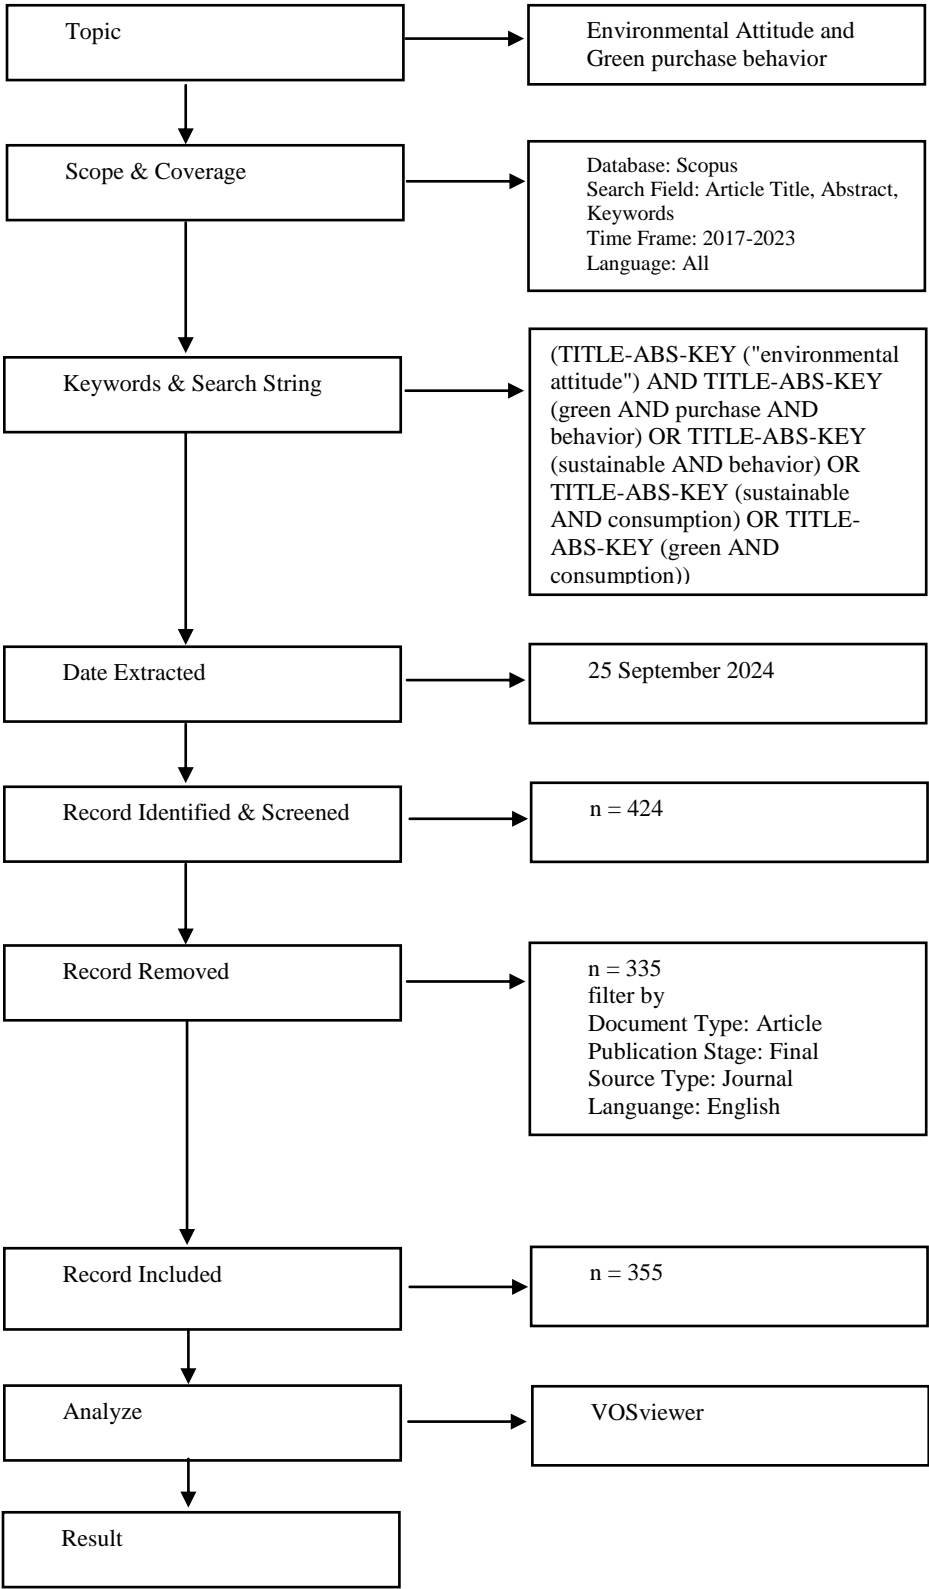 Topic
Environmental Attitude and
Green purchase behavior
Scope & Coverage
Database: Scopus
Search Field: Article Title, Abstract,
Keywords
Time Frame: 2017-2023
Language: All
Keywords & Search String
(TITLE-ABS-KEY ("environmental
attitude") AND TITLE-ABS-KEY
(green AND purchase AND
behavior) OR TITLE-ABS-KEY
(sustainable AND behavior) OR
TITLE-ABS-KEY (sustainable
AND consumption) OR TITLE-
ABS-KEY (green AND
consumption))
Date Extracted
25 September 2024
Record Identified & Screened
n = 424
Record Removed
n = 335
filter by
Document Type: Article
Publication Stage: Final
Source Type: Journal
Languange: English
Record Included
n = 355
Analyze
VOSviewer
Result